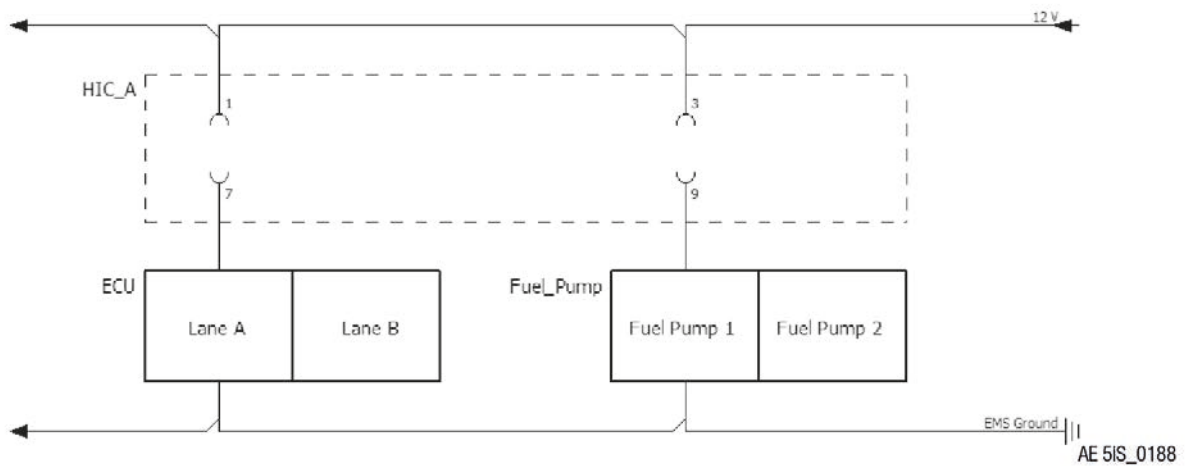 12 V
HIC_A
1
3
7
9
ECU
Fuel_Pump
Lane A
Lane B
Fuel Pump 1
Fuel Pump 2
EMS Ground
AE 5IS_0188